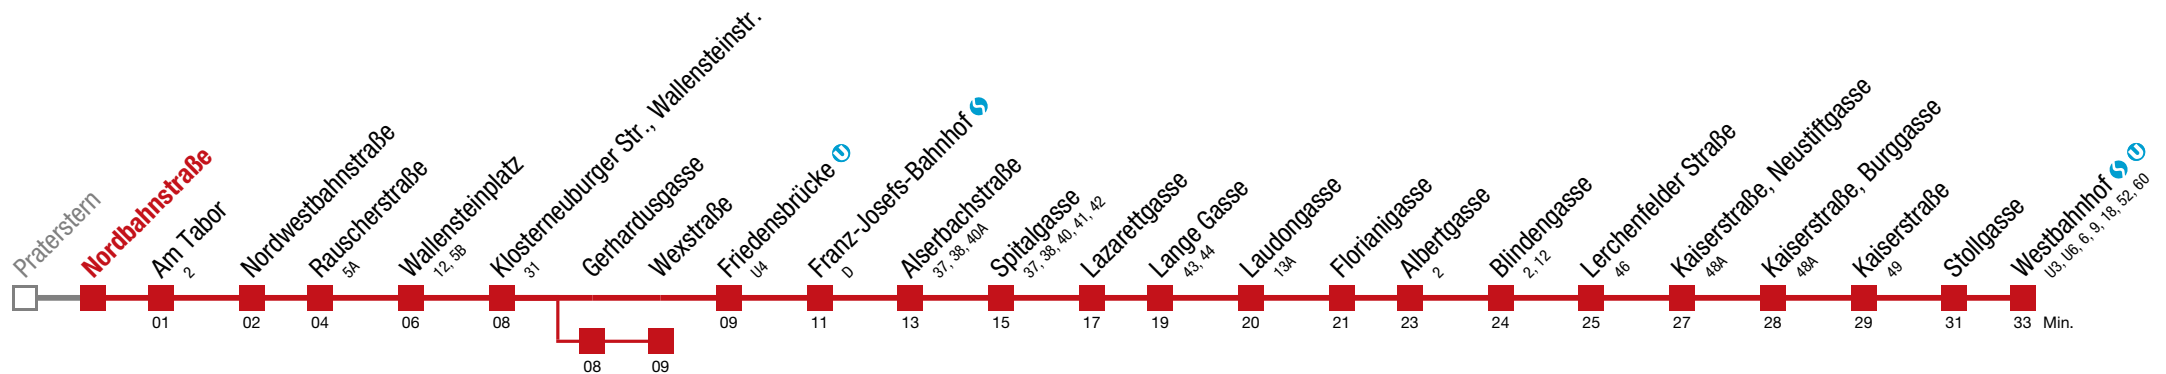 Praterstern
Nordbahnstraße
Am Tabor
2
Nordwestbahnstraße
Rauscherstraße
5A
Wallensteinplatz
12, 5B
Klosterneuburger Str., Wallensteinstr.
31
Gerhardusgasse
Wexstraße
Friedensbrücke U
U4
Franz-Josefs-Bahnhof S
D
Alserbachstraße
37, 38, 40A
Spitalgasse
37, 38, 40, 41, 42
Lazarettgasse
Lange Gasse
43, 44
Laudongasse
13A
Florianigasse
Albertgasse
2
Blindengasse
2, 12
Lerchenfelder Straße
46
Kaiserstraße, Neustiftgasse
48A
Kaiserstraße, Burggasse
48A
Kaiserstraße
49
Stollgasse
Westbahnhof S U
U3, U6, 6, 9, 18, 52, 60
01 02 04 06 08 09 11 13 15 17 19 20 21 23 24 25 27 28 29 31 33 Min.
08 09